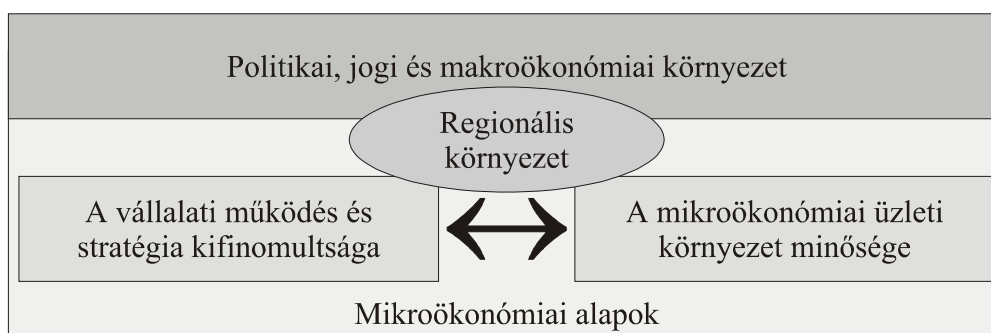 Politikai, jogi és makroökonómiai környezet
Regionális
környezet
A vállalati működés és
stratégia kifinomultsága
A mikroökonómiai üzleti
környezet minősége
Mikroökonómiai alapok